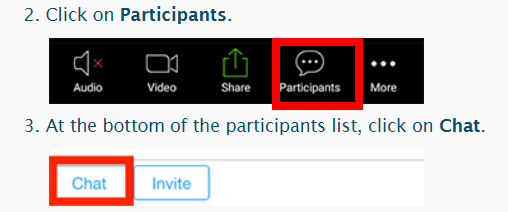 2. Click on Participants.
Audio Video Share Participants More
3. At the bottom of the participants list, click on Chat.
Chat Invite